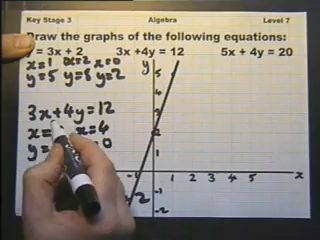 Key Stage 3 Algebra Level 7
Draw the graphs of the following equations:
= 3x + 2 3x +4y = 12 5x + 4y = 20
x=1 x=2 x=0
y=5 y=8 y=2
3x+4y=12
x= x=4
y= 0
y
5
4
3
2
1
-1 1 2 3 4 5 x
-1
-2
2